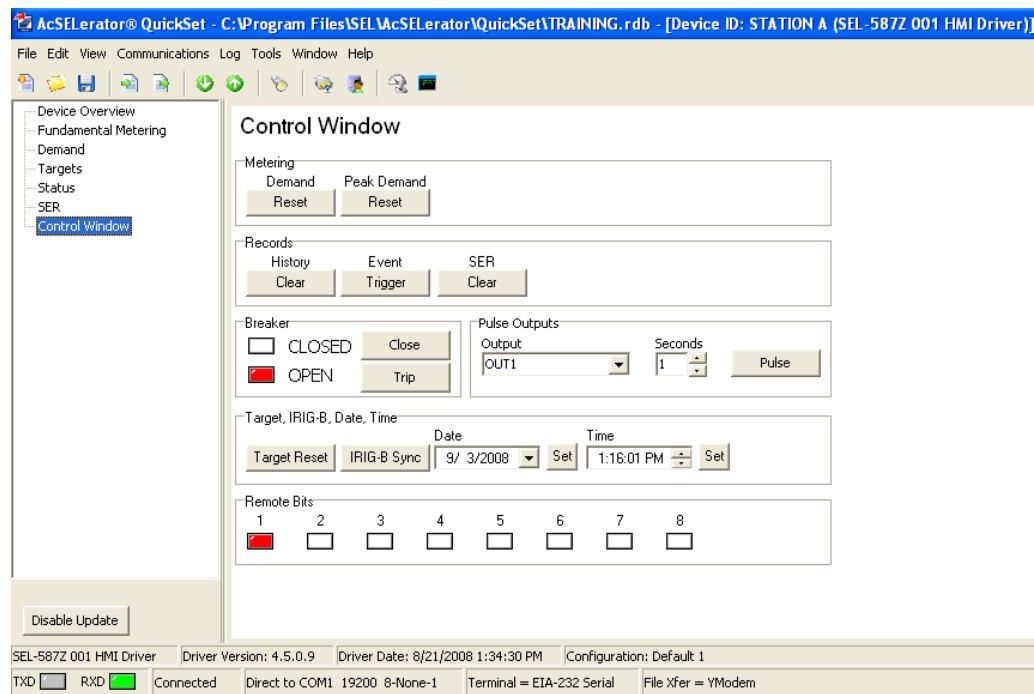 AcSELerator® QuickSet - C:\Program Files\SEL\AcSELerator\QuickSet\TRAINING.rdb - [Device ID: STATION A (SEL-587Z 001 HMI Driver)]
File Edit View Communications Log Tools Window Help
Device Overview
Fundamental Metering
Demand
Targets
Status
SER
Control Window
Control Window
Metering
Demand Peak Demand
Reset Reset
Records
History Event SER
Clear Trigger Clear
Breaker
CLOSED Close
OPEN Trip
Pulse Outputs
Output Seconds
OUT1 1 Pulse
Target, IRIG-B, Date, Time
Date Time
Target Reset IRIG-B Sync 9/ 3/2008 Set 1:16:01 PM Set
Remote Bits
1 2 3 4 5 6 7 8
Disable Update
SEL-587Z 001 HMI Driver Driver Version: 4.5.0.9 Driver Date: 8/21/2008 1:34:30 PM Configuration: Default 1
TXD RXD Connected Direct to COM1 19200 8-None-1 Terminal = EIA-232 Serial File Xfer = YModem